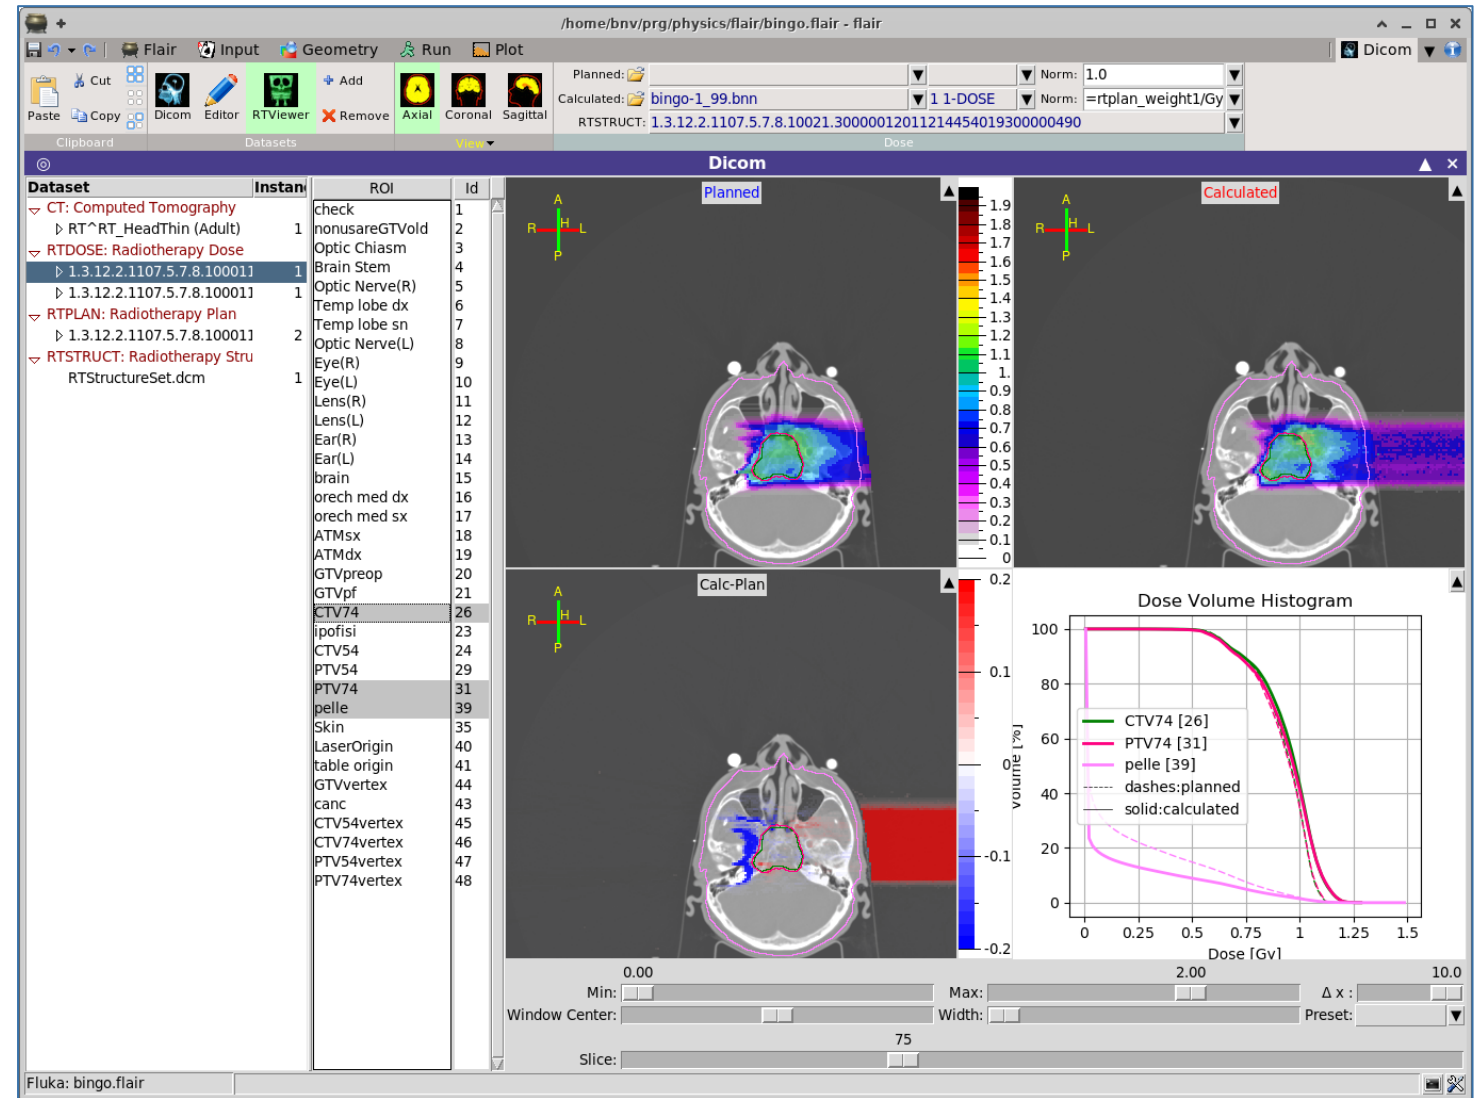 /home/bnv/prg/physics/flair/bingo.flair - flair
Flair Input Geometry Run Plot Dicom
Paste Cut Copy
Clipboard
Dicom Editor RTViewer Add Remove
Datasets
Axial Coronal Sagittal
View
Planned: Norm: 1.0
Calculated: bingo-1_99.bnn 1 1-DOSE Norm: =rtplan_weight1/Gy
RTSTRUCT: 1.3.12.2.1107.5.7.8.10021.30000012011214454019300000490
Dose
Dicom
Dataset Instan
CT: Computed Tomography
RT^RT_HeadThin (Adult) 1
RTDOSE: Radiotherapy Dose
1.3.12.2.1107.5.7.8.100011 1
1.3.12.2.1107.5.7.8.100011 1
RTPLAN: Radiotherapy Plan
1.3.12.2.1107.5.7.8.100011 2
RTSTRUCT: Radiotherapy Stru
RTStructureSet.dcm 1
ROI Id
check 1
nonusareGTVold 2
Optic Chiasm 3
Brain Stem 4
Optic Nerve(R) 5
Temp lobe dx 6
Temp lobe sn 7
Optic Nerve(L) 8
Eye(R) 9
Eye(L) 10
Lens(R) 11
Lens(L) 12
Ear(R) 13
Ear(L) 14
brain 15
orech med dx 16
orech med sx 17
ATMsx 18
ATMdx 19
GTVpreop 20
GTVpf 21
CTV74 26
ipofisi 23
CTV54 24
PTV54 29
PTV74 31
pelle 39
Skin 35
LaserOrigin 40
table origin 41
GTVvertex 44
canc 43
CTV54vertex 45
CTV74vertex 46
PTV54vertex 47
PTV74vertex 48
Planned
A
R H L
P
1.9
1.8
1.7
1.6
1.5
1.4
1.3
1.2
1.1
1.
0.9
0.8
0.7
0.6
0.5
0.4
0.3
0.2
0.1
0
Calculated
A
R H L
P
Calc-Plan
A
R H L
P
0.2
0.1
0
-0.1
-0.2
Dose Volume Histogram
Volume [%]
100
80
60
40
20
0
CTV74 [26]
PTV74 [31]
pelle [39]
dashes:planned
solid:calculated
0 0.25 0.5 0.75 1 1.25 1.5
Dose [Gy]
0.00 2.00 10.0
Min: Max: Δ x :
Window Center: Width: Preset:
75
Slice:
Fluka: bingo.flair